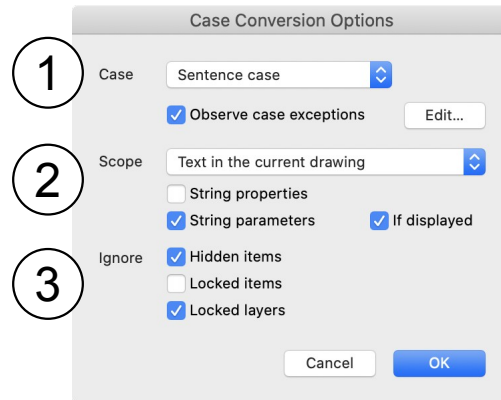 Case Conversion Options
1
Case Sentence case
Observe case exceptions Edit...
2
Scope Text in the current drawing
String properties
String parameters If displayed
3
Ignore Hidden items
Locked items
Locked layers
Cancel OK